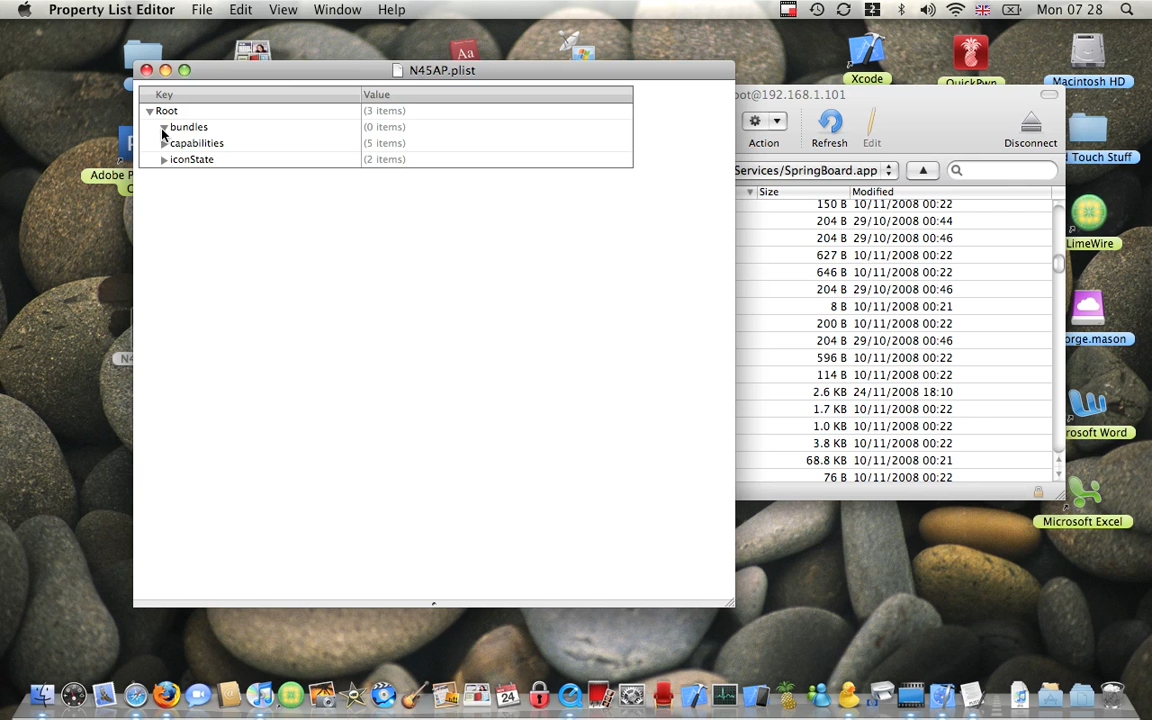 Property List Editor File Edit View Window Help
2
Mon 07 28
N45AP.plist
Key Value
Root (3 items)
bundles (0 items)
capabilities (5 items)
iconState (2 items)
oot@192.168.1.101
Action Refresh Edit Disconnect
Services/SpringBoard.app
Size Modified
150 B 10/11/2008 00:22
204 B 29/10/2008 00:44
204 B 29/10/2008 00:46
627 B 10/11/2008 00:22
646 B 10/11/2008 00:22
204 B 29/10/2008 00:46
8 B 10/11/2008 00:21
200 B 10/11/2008 00:22
204 B 29/10/2008 00:46
596 B 10/11/2008 00:22
114 B 10/11/2008 00:22
2.6 KB 24/11/2008 18:10
1.7 KB 10/11/2008 00:22
1.0 KB 10/11/2008 00:22
3.8 KB 10/11/2008 00:22
68.8 KB 10/11/2008 00:21
76 B 10/11/2008 00:22
Aa
Xcode
QuickPwn
Macintosh HD
d Touch Stuff
LimeWire
orge.mason
rosoft Word
Microsoft Excel
Adobe P
C
N4
24